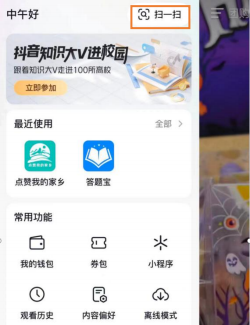 中午好
扫一扫
抖音知识大V进校园
跟着知识大V走进100所高校
立即参加
最近使用
全部
点赞我的家乡
答题宝
常用功能
我的钱包
券包
小程序
观看历史
内容偏好
离线模式